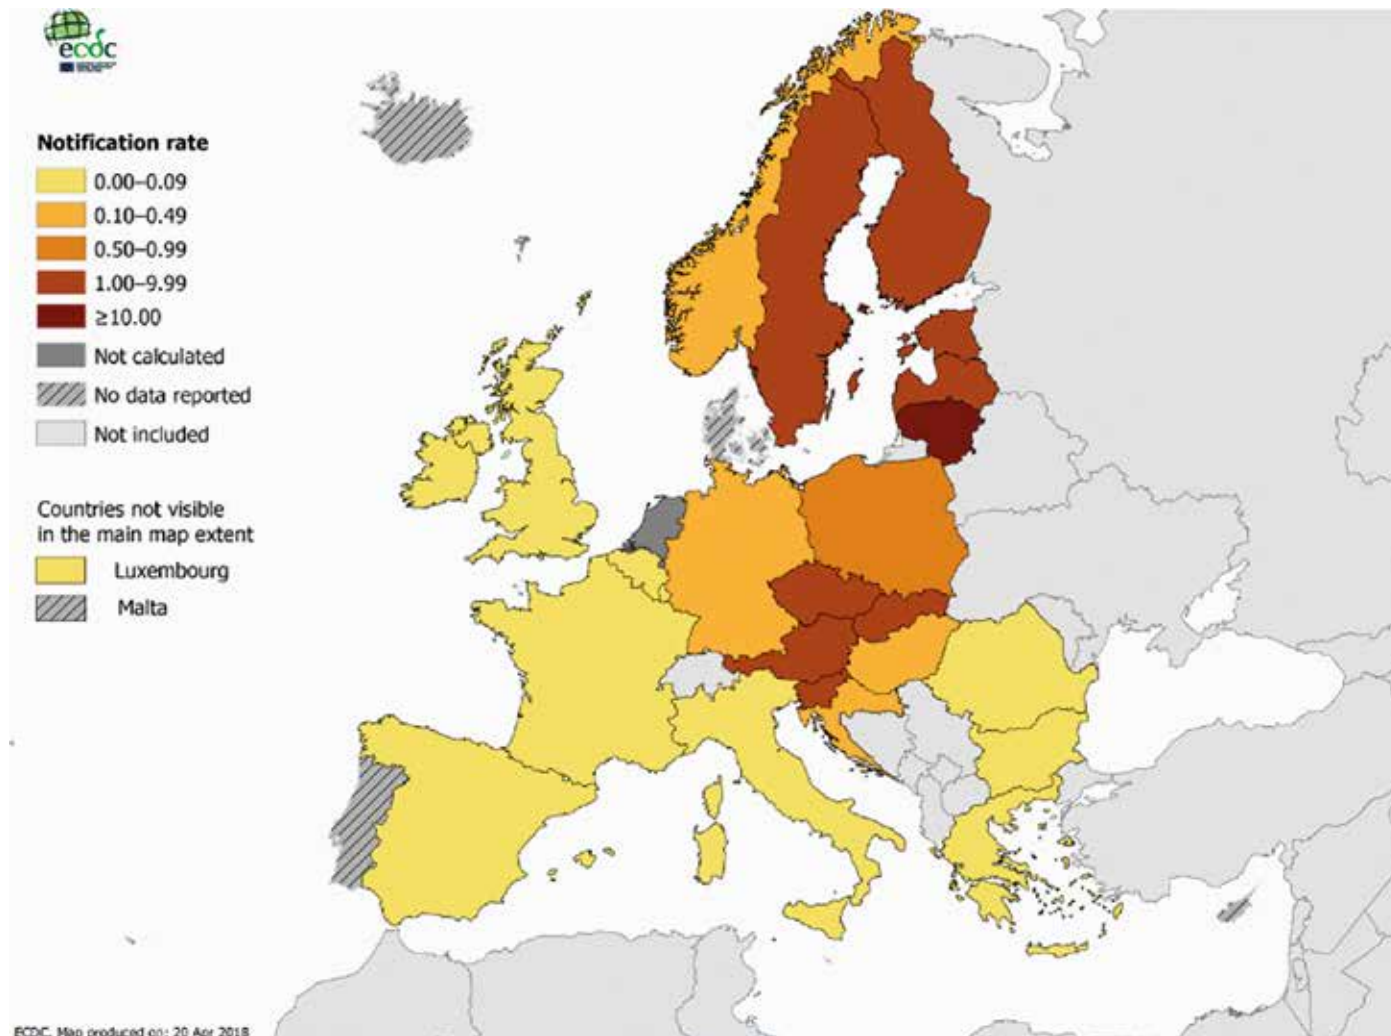 ecdc
Notification rate
0.00–0.09
0.10–0.49
0.50–0.99
1.00–9.99
≥10.00
Not calculated
No data reported
Not included
Countries not visible
in the main map extent
Luxembourg
Malta
ECDC. Map produced on: 20 Apr 2018